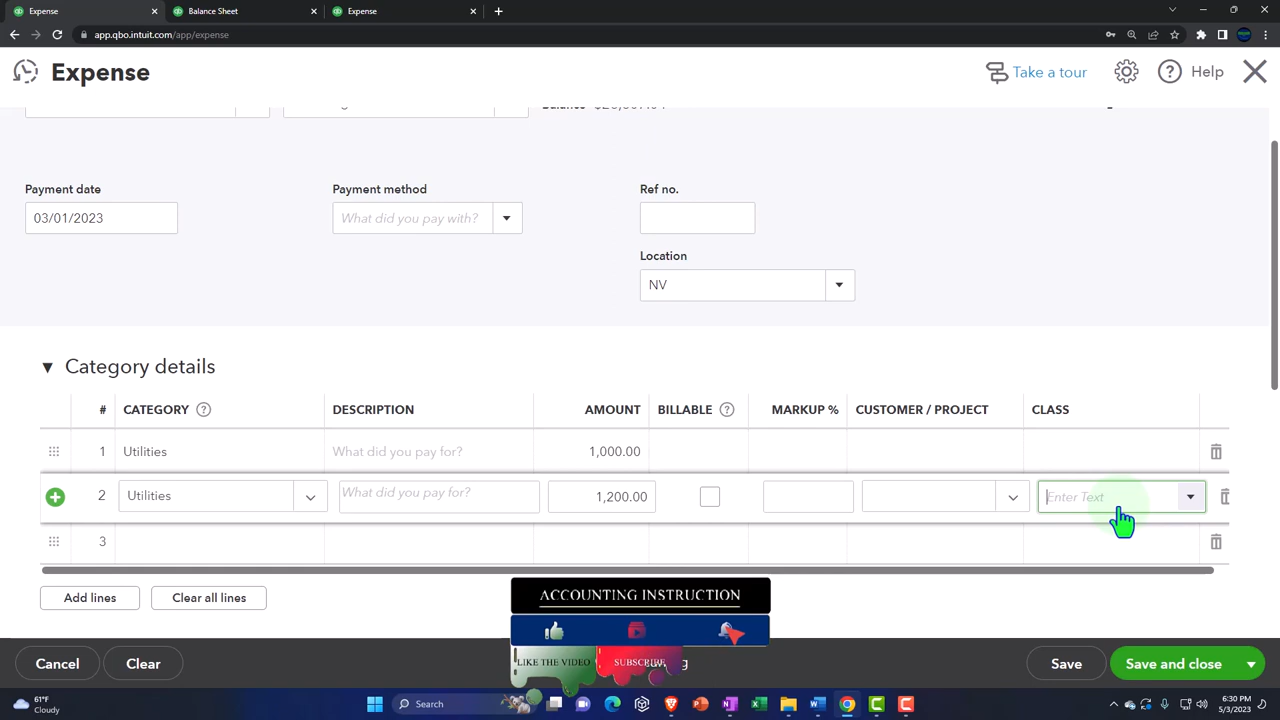 Expense
Balance Sheet
Expense
app.qbo.intuit.com/app/expense
Expense
Take a tour
Help
Payment date
Payment method
Ref no.
03/01/2023
What did you pay with?
Location
NV
Category details
# CATEGORY DESCRIPTION AMOUNT BILLABLE MARKUP % CUSTOMER / PROJECT CLASS
1 Utilities What did you pay for? 1,000.00
2 Utilities What did you pay for? 1,200.00 Enter Text
3
Add lines
Clear all lines
ACCOUNTING INSTRUCTION
LIKE THE VIDEO
SUBSCRIBE
Cancel
Clear
Save
Save and close
61°F
Cloudy
Search
6:30 PM
5/3/2023